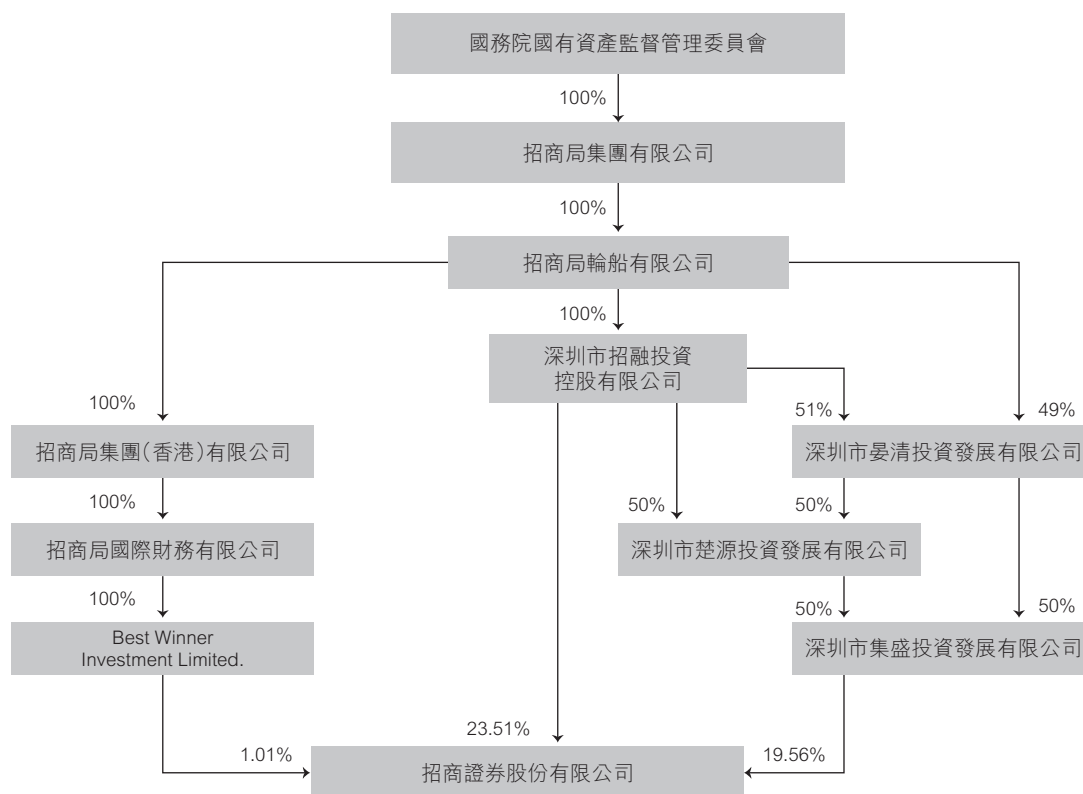 國務院國有資產監督管理委員會
100%
招商局集團有限公司
100%
招商局輪船有限公司
100%
深圳市招融投資
控股有限公司
100%
51%
49%
招商局集團(香港)有限公司
深圳市晏清投資發展有限公司
100%
50%
50%
招商局國際財務有限公司
深圳市楚源投資發展有限公司
100%
50%
50%
Best Winner
Investment Limited.
深圳市集盛投資發展有限公司
1.01%
23.51%
19.56%
招商證券股份有限公司